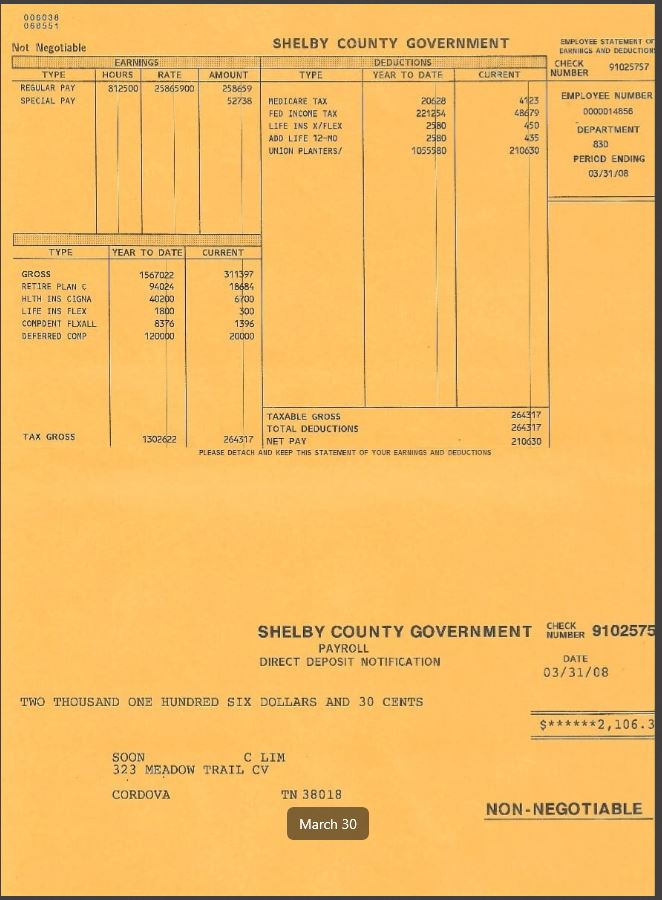 006038
068551
Not Negotiable
SHELBY COUNTY GOVERNMENT
EMPLOYEE STATEMENT OF
EARNINGS AND DEDUCTIONS
EARNINGS
TYPE HOURS RATE AMOUNT
REGULAR PAY 812500 25865900 258659
SPECIAL PAY 52738
DEDUCTIONS
TYPE YEAR TO DATE CURRENT
MEDICARE TAX 20628 4123
FED INCOME TAX 221254 48679
LIFE INS X/FLEX 2580 450
ADD LIFE 12-MO 2580 435
UNION PLANTERS/ 1055580 210630
CHECK
NUMBER 91025757
EMPLOYEE NUMBER
0000014856
DEPARTMENT
830
PERIOD ENDING
03/31/08
TYPE YEAR TO DATE CURRENT
GROSS 1567022 311397
RETIRE PLAN C 94024 18684
HLTH INS CIGNA 40200 6700
LIFE INS FLEX 1800 300
COMPDENT FLXALL 8376 1396
DEFERRED COMP 120000 20000
TAX GROSS 1302622 264317
TAXABLE GROSS 264317
TOTAL DEDUCTIONS 264317
NET PAY 210630
PLEASE DETACH AND KEEP THIS STATEMENT OF YOUR EARNINGS AND DEDUCTIONS
SHELBY COUNTY GOVERNMENT
PAYROLL
DIRECT DEPOSIT NOTIFICATION
CHECK
NUMBER 9102575
DATE
03/31/08
TWO THOUSAND ONE HUNDRED SIX DOLLARS AND 30 CENTS
$******2,106.3
SOON C LIM
323 MEADOW TRAIL CV
CORDOVA TN 38018
March 30
NON-NEGOTIABLE